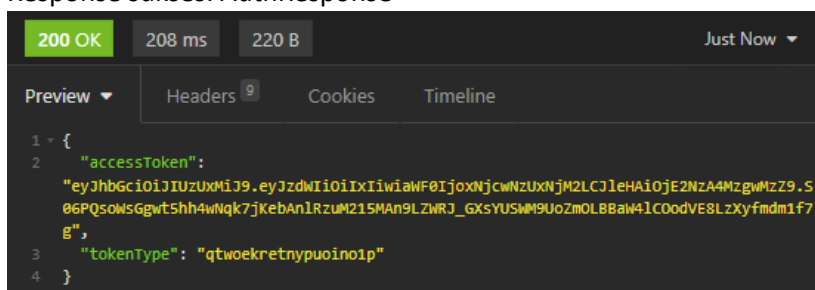 Response sukses: AuthResponse
200 OK 208 ms 220 B Just Now
Preview Headers 9 Cookies Timeline
1 {
2 "accessToken":
"eyJhbGciOiJIUzUxMiJ9.eyJzdWIiOiIxIiwiaWF0IjoxNjcwNzUxNjM2LCJleHAiOjE2NzA4MzgwMzZ9.S
06PQsoWsGgwt5hh4wNqk7jKebAnlRzuM215MAn9LZWRJ_GXsYUSWM9UoZmOLBBaW4lCOodVE8LzXyfmdm1f7
g",
3 "tokenType": "qtwoekretnypuoino1p"
4 }